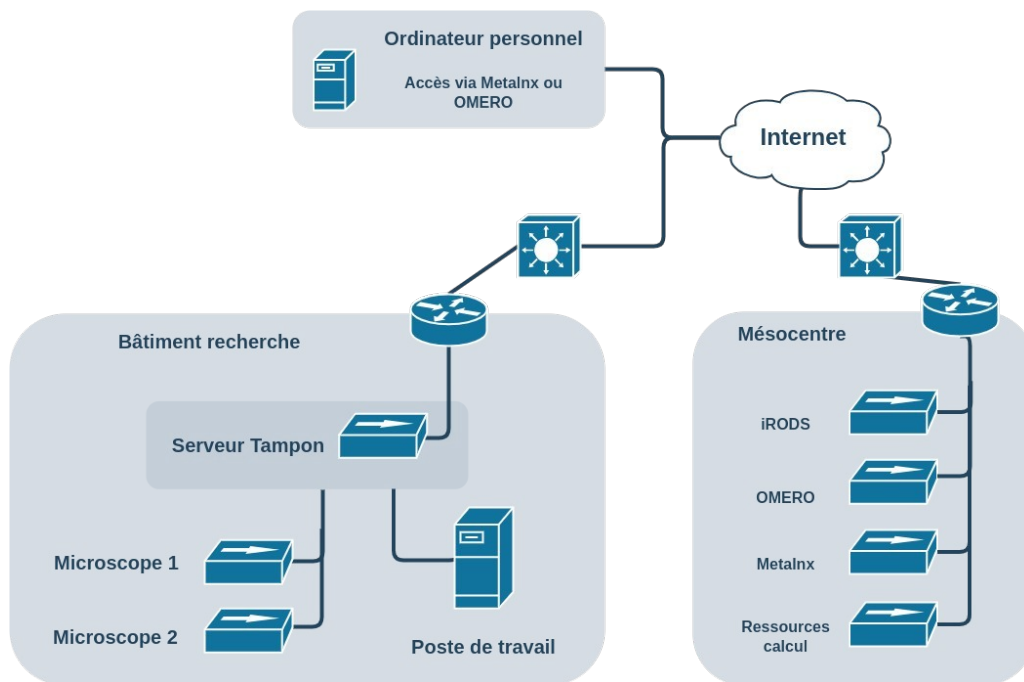 Ordinateur personnel
Accès via Metalnx ou
OMERO
Internet
Bâtiment recherche
Mésocentre
Serveur Tampon
iRODS
OMERO
Microscope 1
Metalnx
Microscope 2
Poste de travail
Ressources
calcul